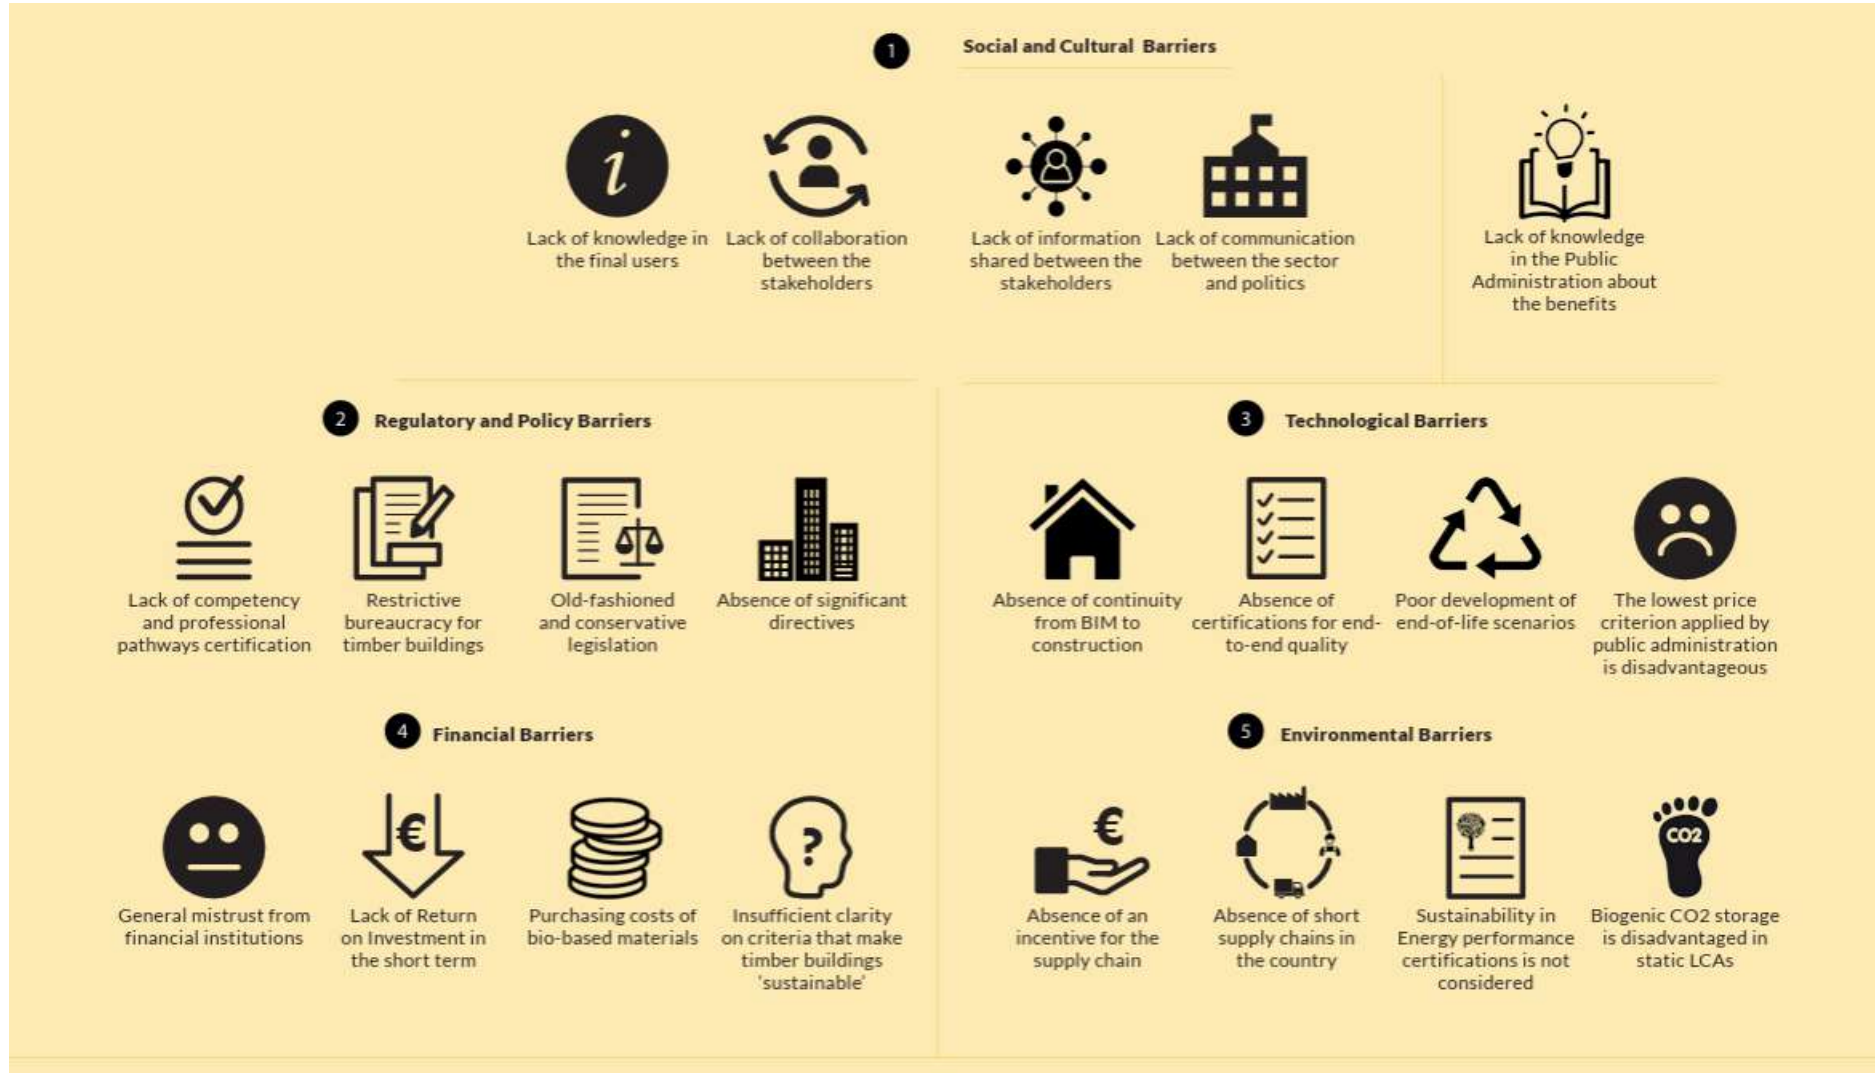 1 Social and Cultural Barriers
i
Lack of knowledge in
the final users
Lack of collaboration
between the
stakeholders
Lack of information
shared between the
stakeholders
Lack of communication
between the sector
and politics
Lack of knowledge
in the Public
Administration about
the benefits
2 Regulatory and Policy Barriers
Lack of competency
and professional
pathways certification
Restrictive
bureaucracy for
timber buildings
Old-fashioned
and conservative
legislation
Absence of significant
directives
3 Technological Barriers
Absence of continuity
from BIM to
construction
Absence of
certifications for end-
to-end quality
Poor development of
end-of-life scenarios
The lowest price
criterion applied by
public administration
is disadvantageous
4 Financial Barriers
General mistrust from
financial institutions
€
Lack of Return
on Investment in
the short term
Purchasing costs of
bio-based materials
?
Insufficient clarity
on criteria that make
timber buildings
'sustainable'
5 Environmental Barriers
€
Absence of an
incentive for the
supply chain
Absence of short
supply chains in
the country
Sustainability in
Energy performance
certifications is not
considered
CO2
Biogenic CO2 storage
is disadvantaged in
static LCAs